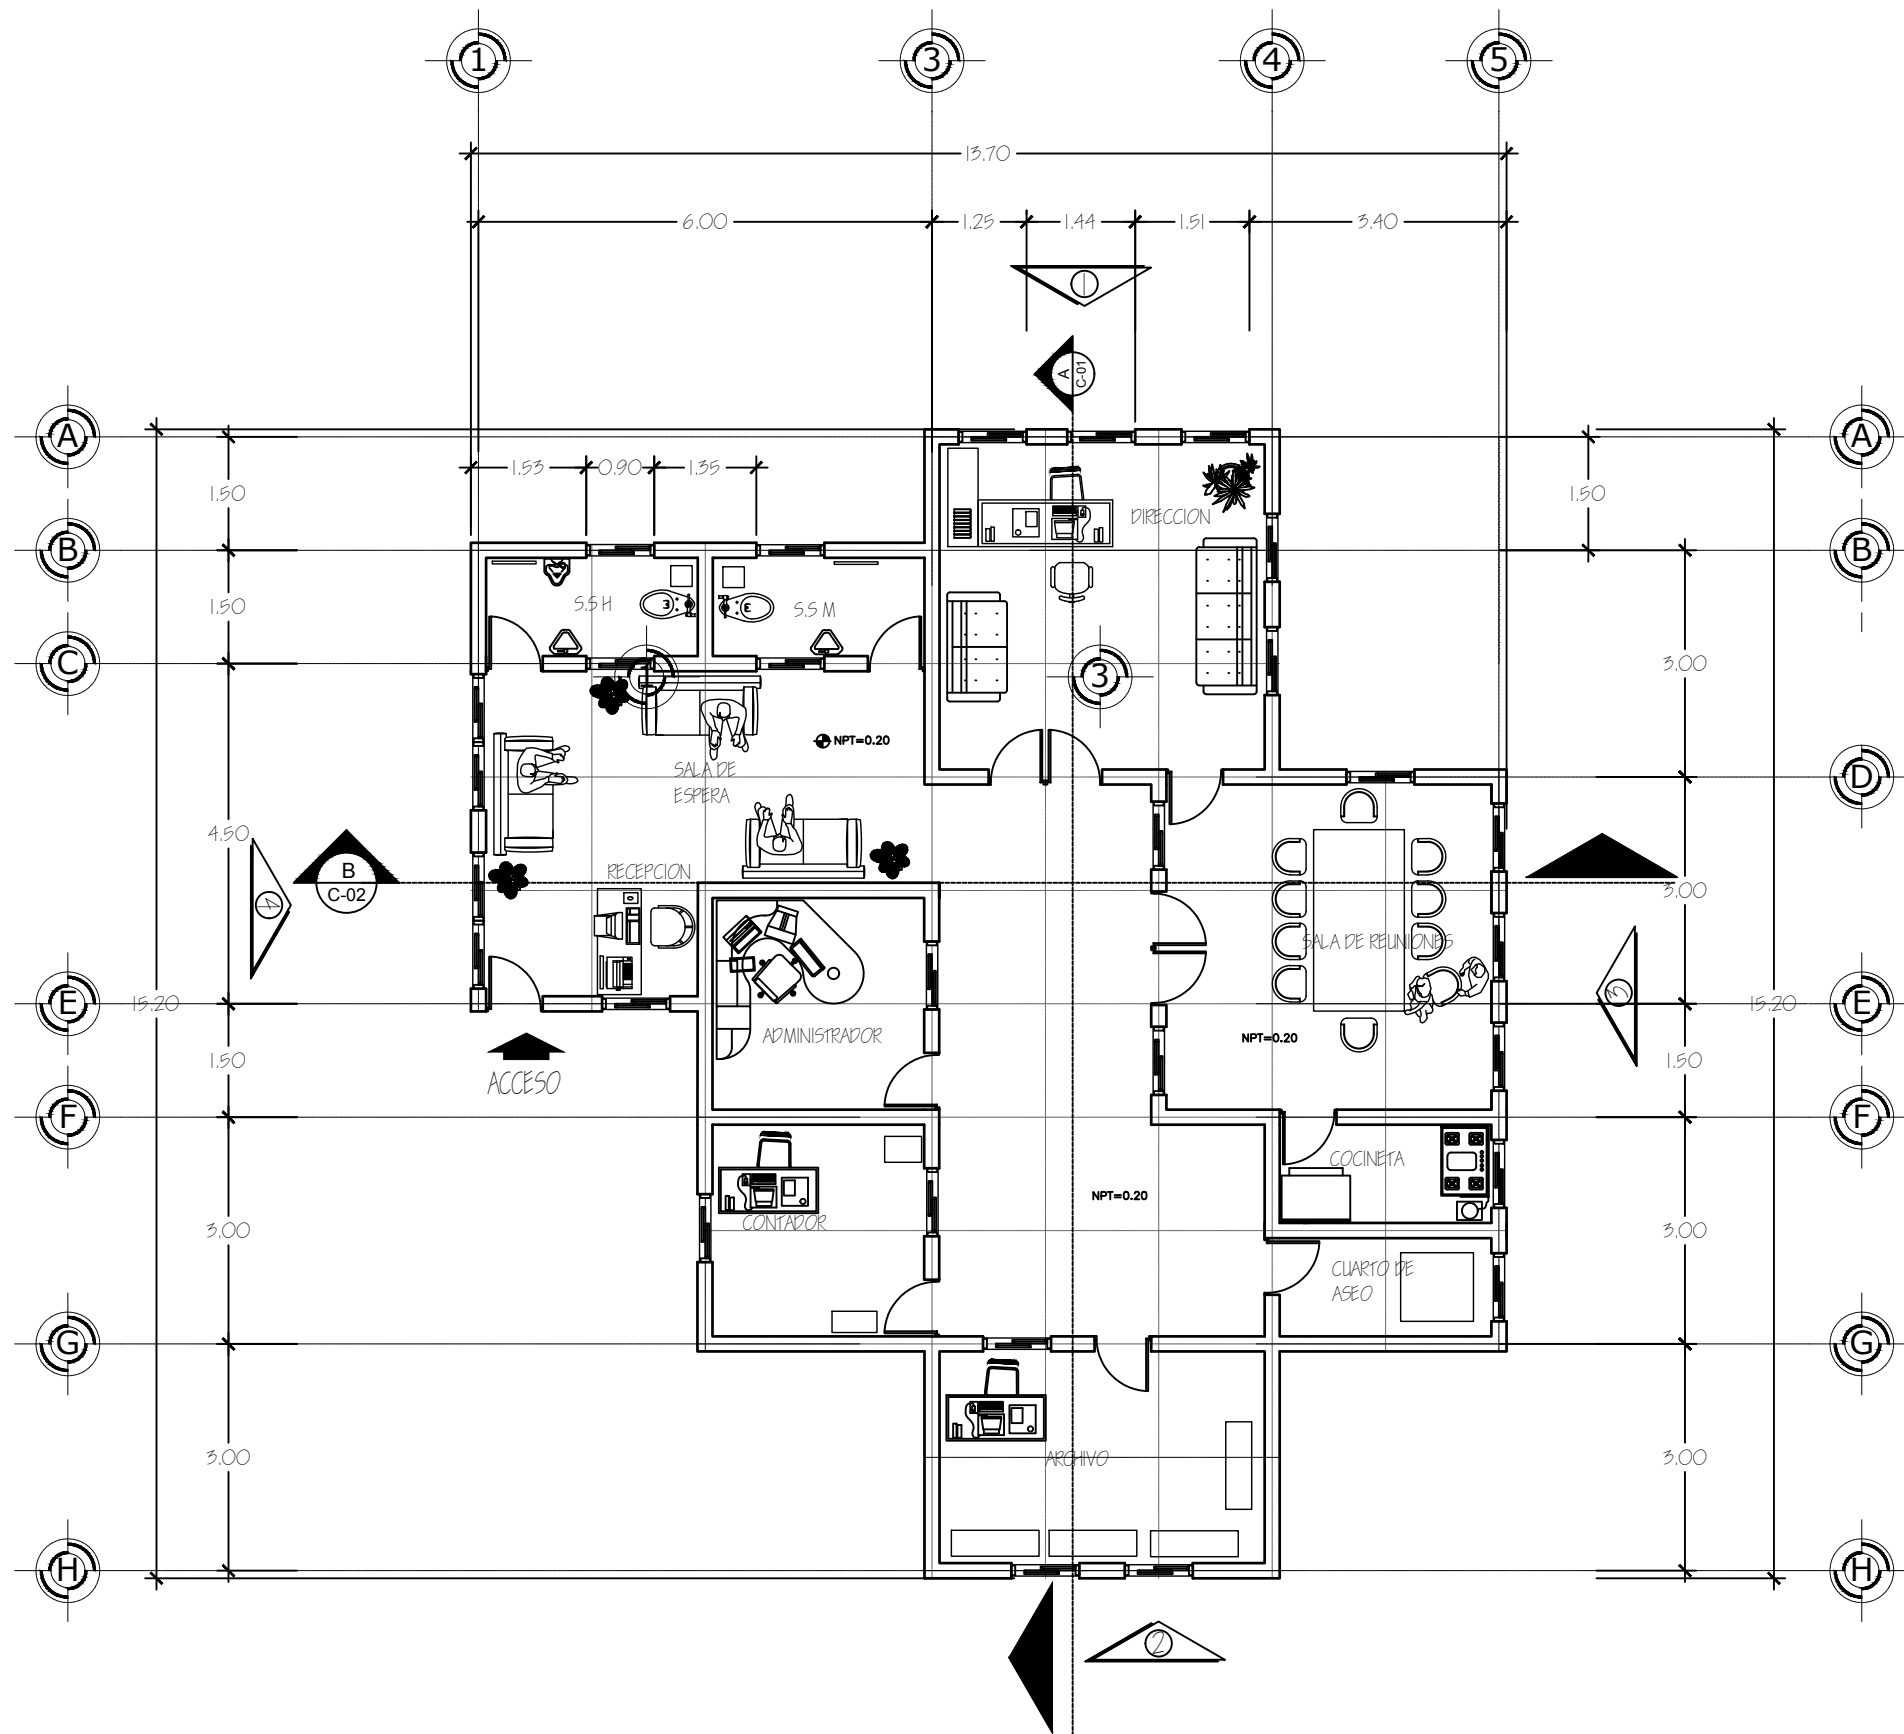 1 3 4 5
13.70
6.00 1.25 1.44 1.51 3.40
1
A
C-01
A A
1.53 0.90 1.35
1.50 1.50
DIRECCION
B B
1.50
S.S H S.S M
C 3.00
1 3
NPT=0.20
SALA DE
ESPERA
D
4.50
RECEPCION
B
C-02
4
3.00
SALA DE REUNIONES
3
E 15.20 15.20 E
ADMINISTRADOR
NPT=0.20
1.50 1.50
ACCESO
F F
COCINETA
NPT=0.20
CONTADOR
3.00 3.00
CUARTO DE
ASEO
G G
ARCHIVO
3.00 3.00
H H
2